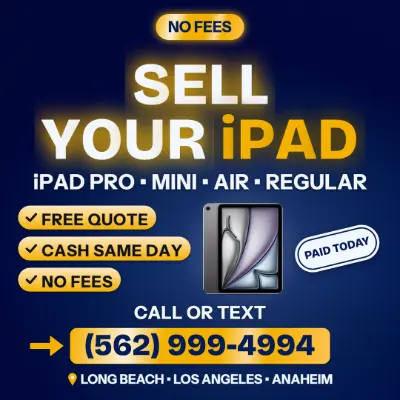 NO FEES
SELL
YOUR iPAD
iPAD PRO ▪ MINI ▪ AIR ▪ REGULAR
✓ FREE QUOTE
✓ CASH SAME DAY
✓ NO FEES
PAID TODAY
CALL OR TEXT
→ (562) 999-4994
LONG BEACH ▪ LOS ANGELES ▪ ANAHEIM